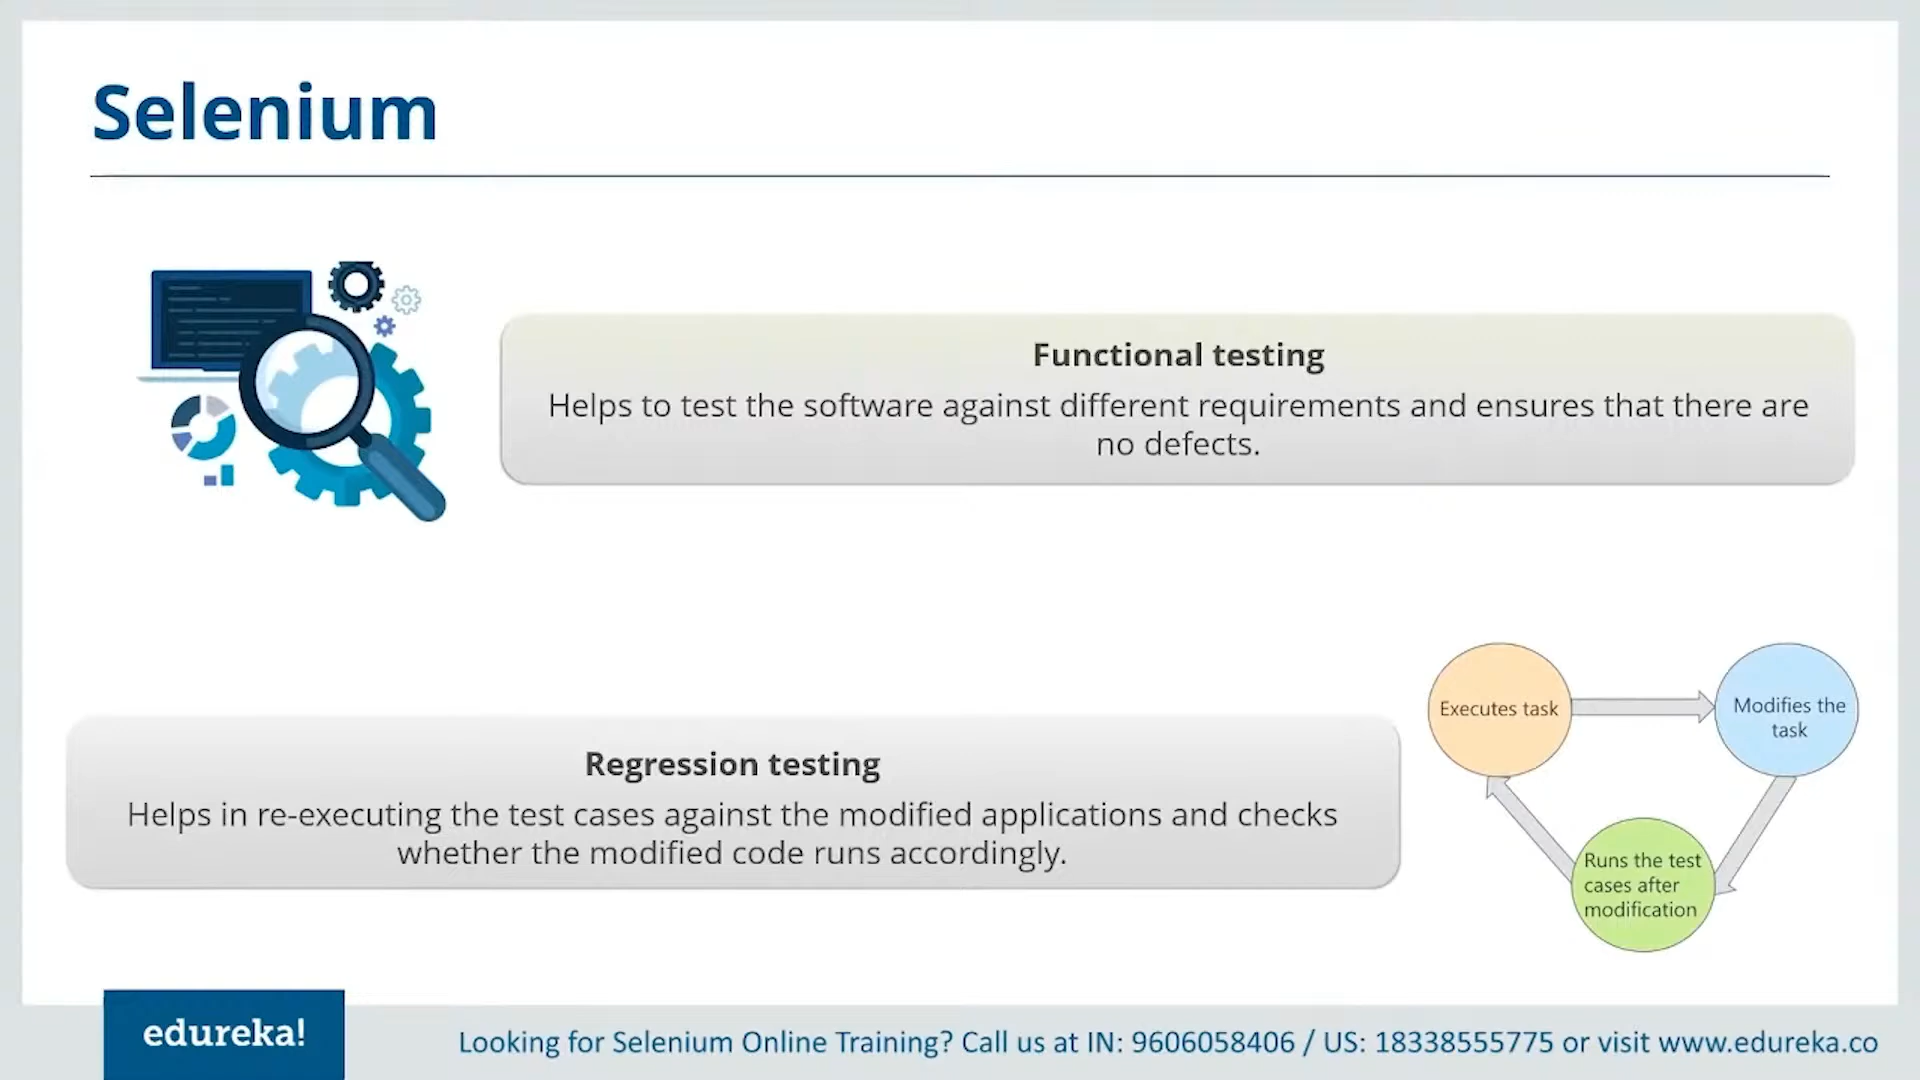 Selenium
Functional testing
Helps to test the software against different requirements and ensures that there are
no defects.
Regression testing
Helps in re-executing the test cases against the modified applications and checks
whether the modified code runs accordingly.
Executes task
Modifies the
task
Runs the test
cases after
modification
edureka!
Looking for Selenium Online Training? Call us at IN: 9606058406 / US: 18338555775 or visit www.edureka.co